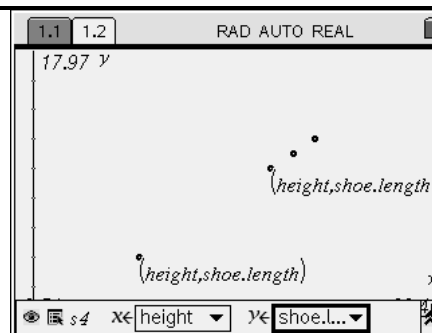 1.1 1.2 RAD AUTO REAL
17.97 y
(height,shoe.length
(height,shoe.length)
s4 x← height y← shoe.l...